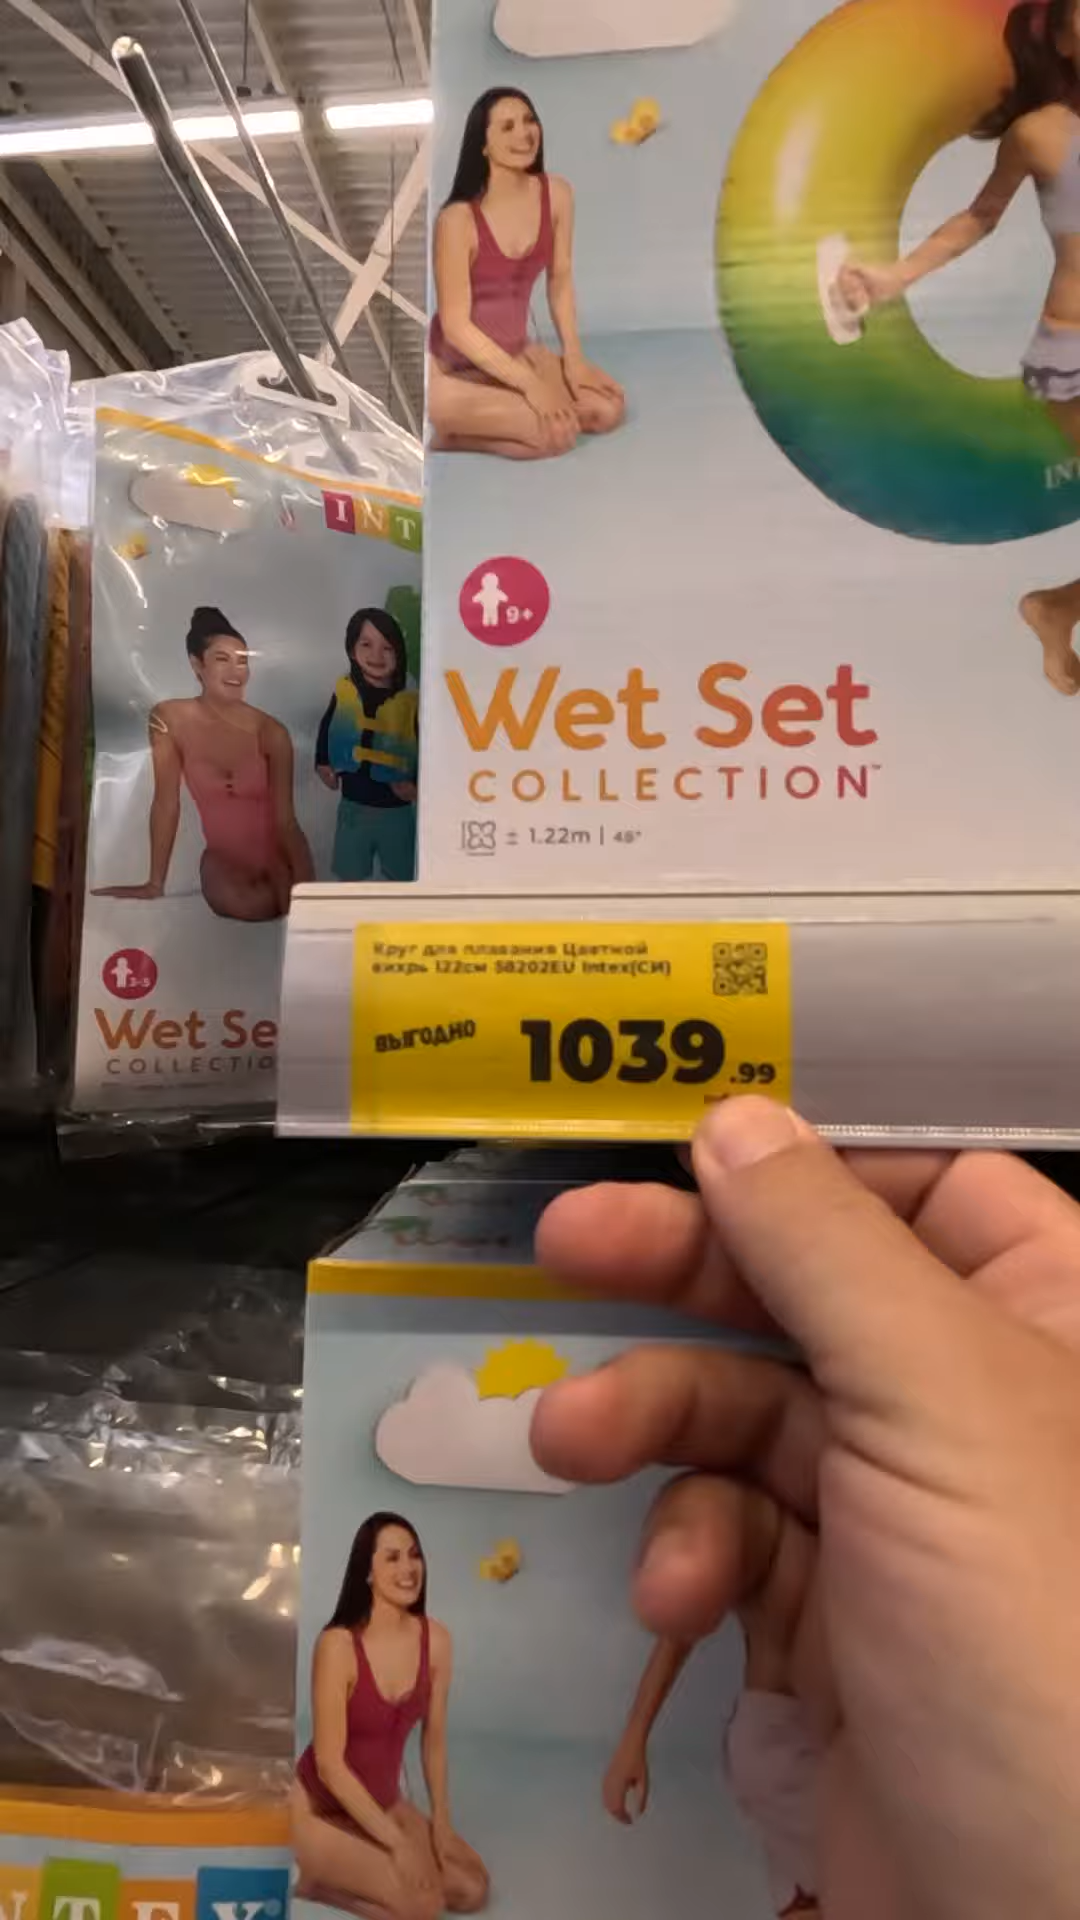 INT
INT
9+
Wet Set
COLLECTION™
± 1.22m | 48"
3-5
Wet Se
COLLECTIO
Круг для плавания Цветной
вихрь 122см 58202EU Intex(СИ)
ВЫГОДНО
1039.99
NTEX®